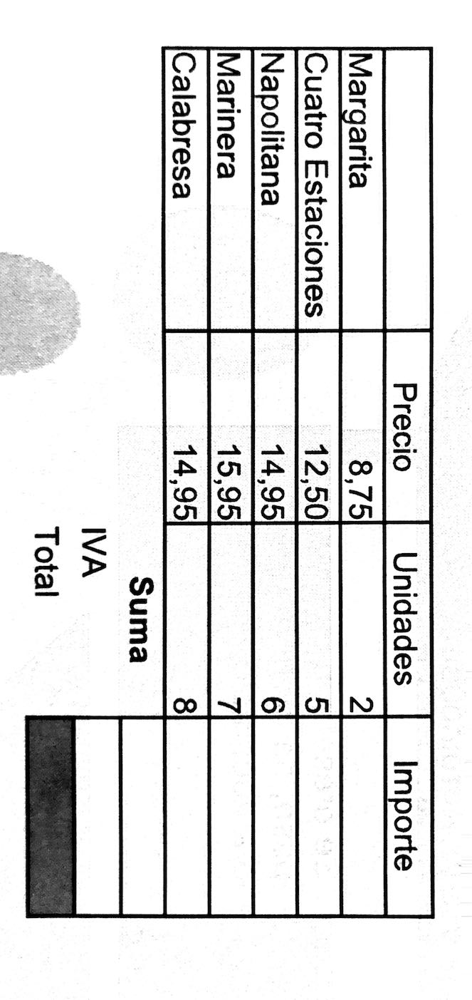 Precio Unidades Importe
Margarita 8,75 2
Cuatro Estaciones 12,50 5
Napolitana 14,95 6
Marinera 15,95 7
Calabresa 14,95 8
Suma
IVA
Total